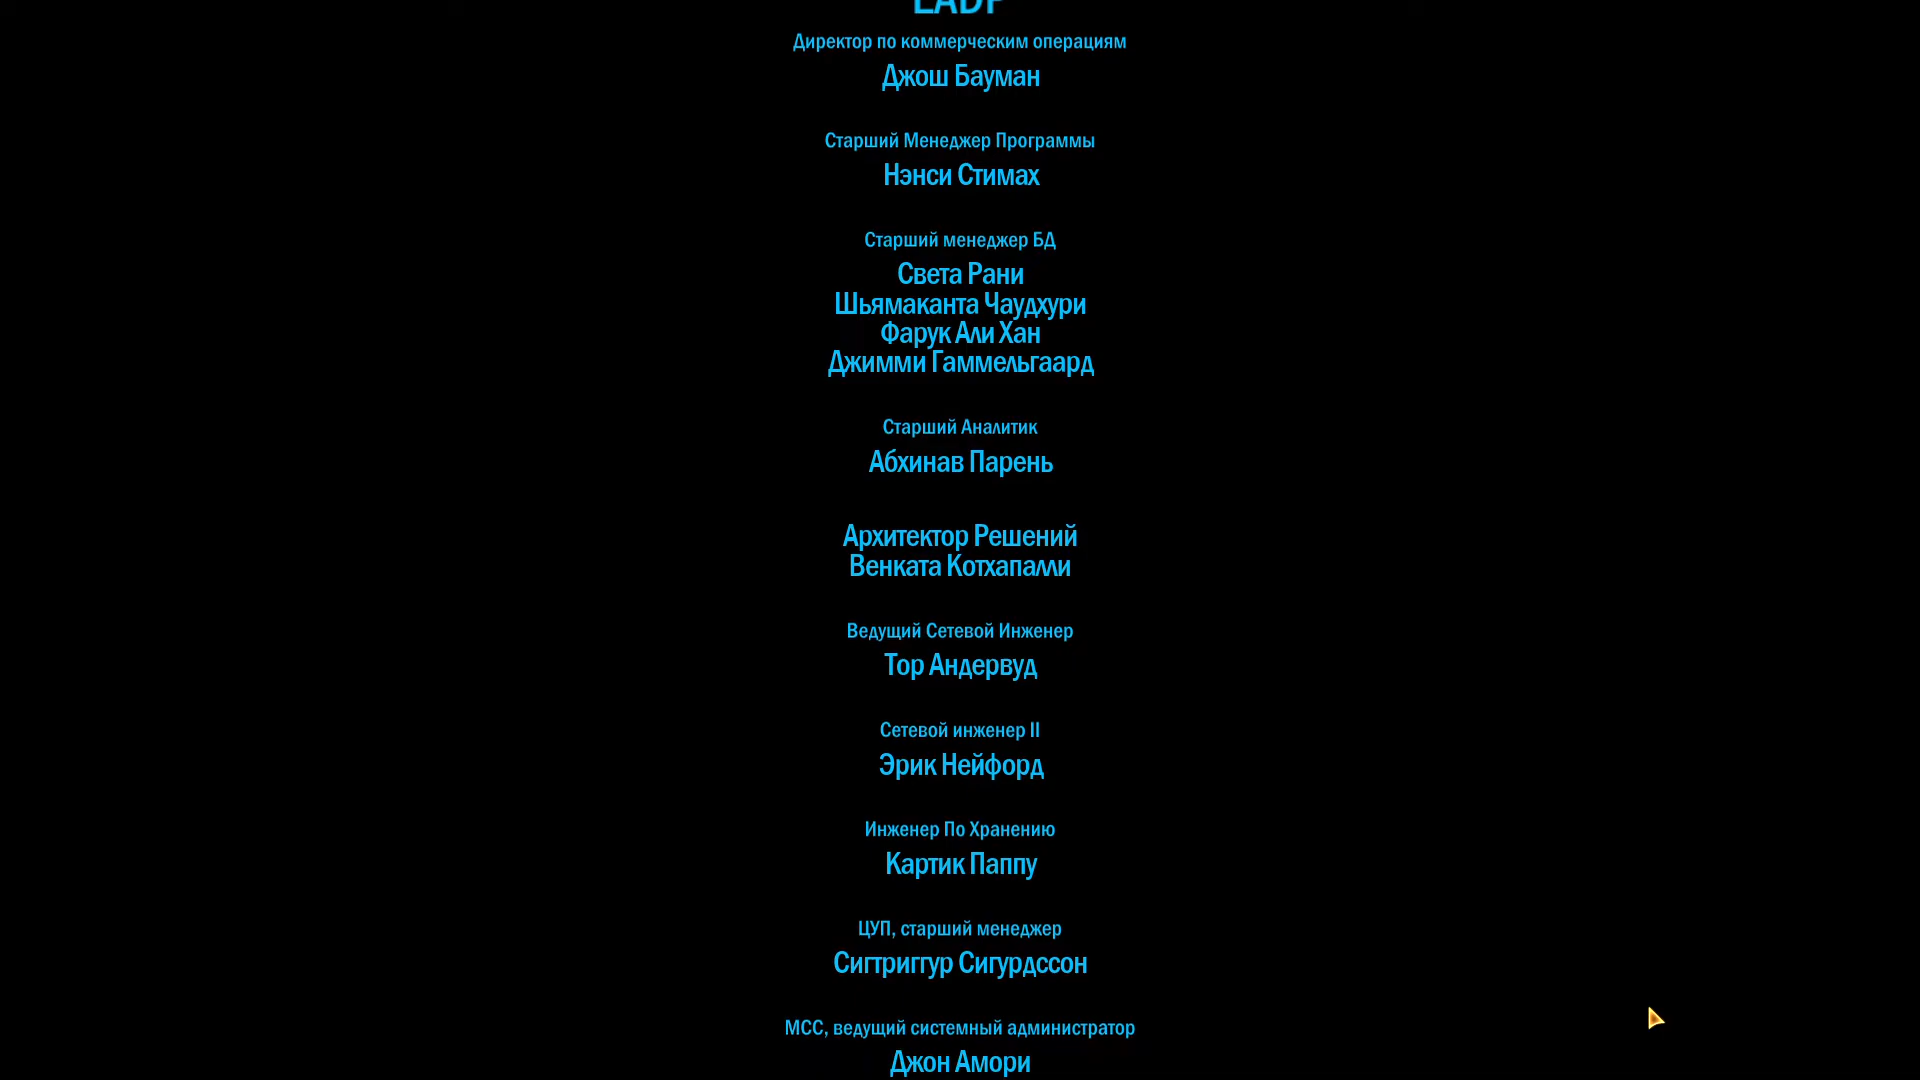 EADP
Директор по коммерческим операциям
Джош Бауман
Старший Менеджер Программы
Нэнси Стимах
Старший менеджер БД
Света Рани
Шьямаканта Чаудхури
Фарук Али Хан
Джимми Гаммельгаард
Старший Аналитик
Абхинав Парень
Архитектор Решений
Венката Котхапалли
Ведущий Сетевой Инженер
Тор Андервуд
Сетевой инженер II
Эрик Нейфорд
Инженер По Хранению
Картик Паппу
ЦУП, старший менеджер
Сигтриггур Сигурдссон
МСС, ведущий системный администратор
Джон Амори